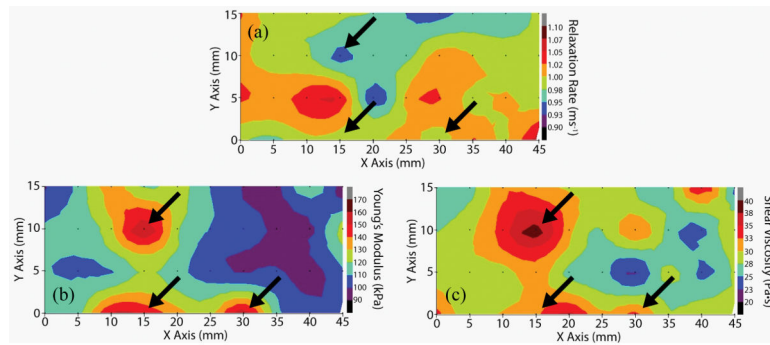 15
10
5
0
Y Axis (mm)
(a)
0 5 10 15 20 25 30 35 40 45
X Axis (mm)
1.10
1.05
1.02
1.00
0.98
0.95
0.93
0.90
Relaxation Rate (ms⁻¹)
15
10
5
0
Y Axis (mm)
(b)
0 5 10 15 20 25 30 35 40 45
X Axis (mm)
170
160
150
140
130
120
110
100
90
Young's Modulus (kPa)
15
10
5
0
Y Axis (mm)
(c)
0 5 10 15 20 25 30 35 40 45
X Axis (mm)
40
38
35
33
30
28
25
23
20
Shear Viscosity (Pa·s)